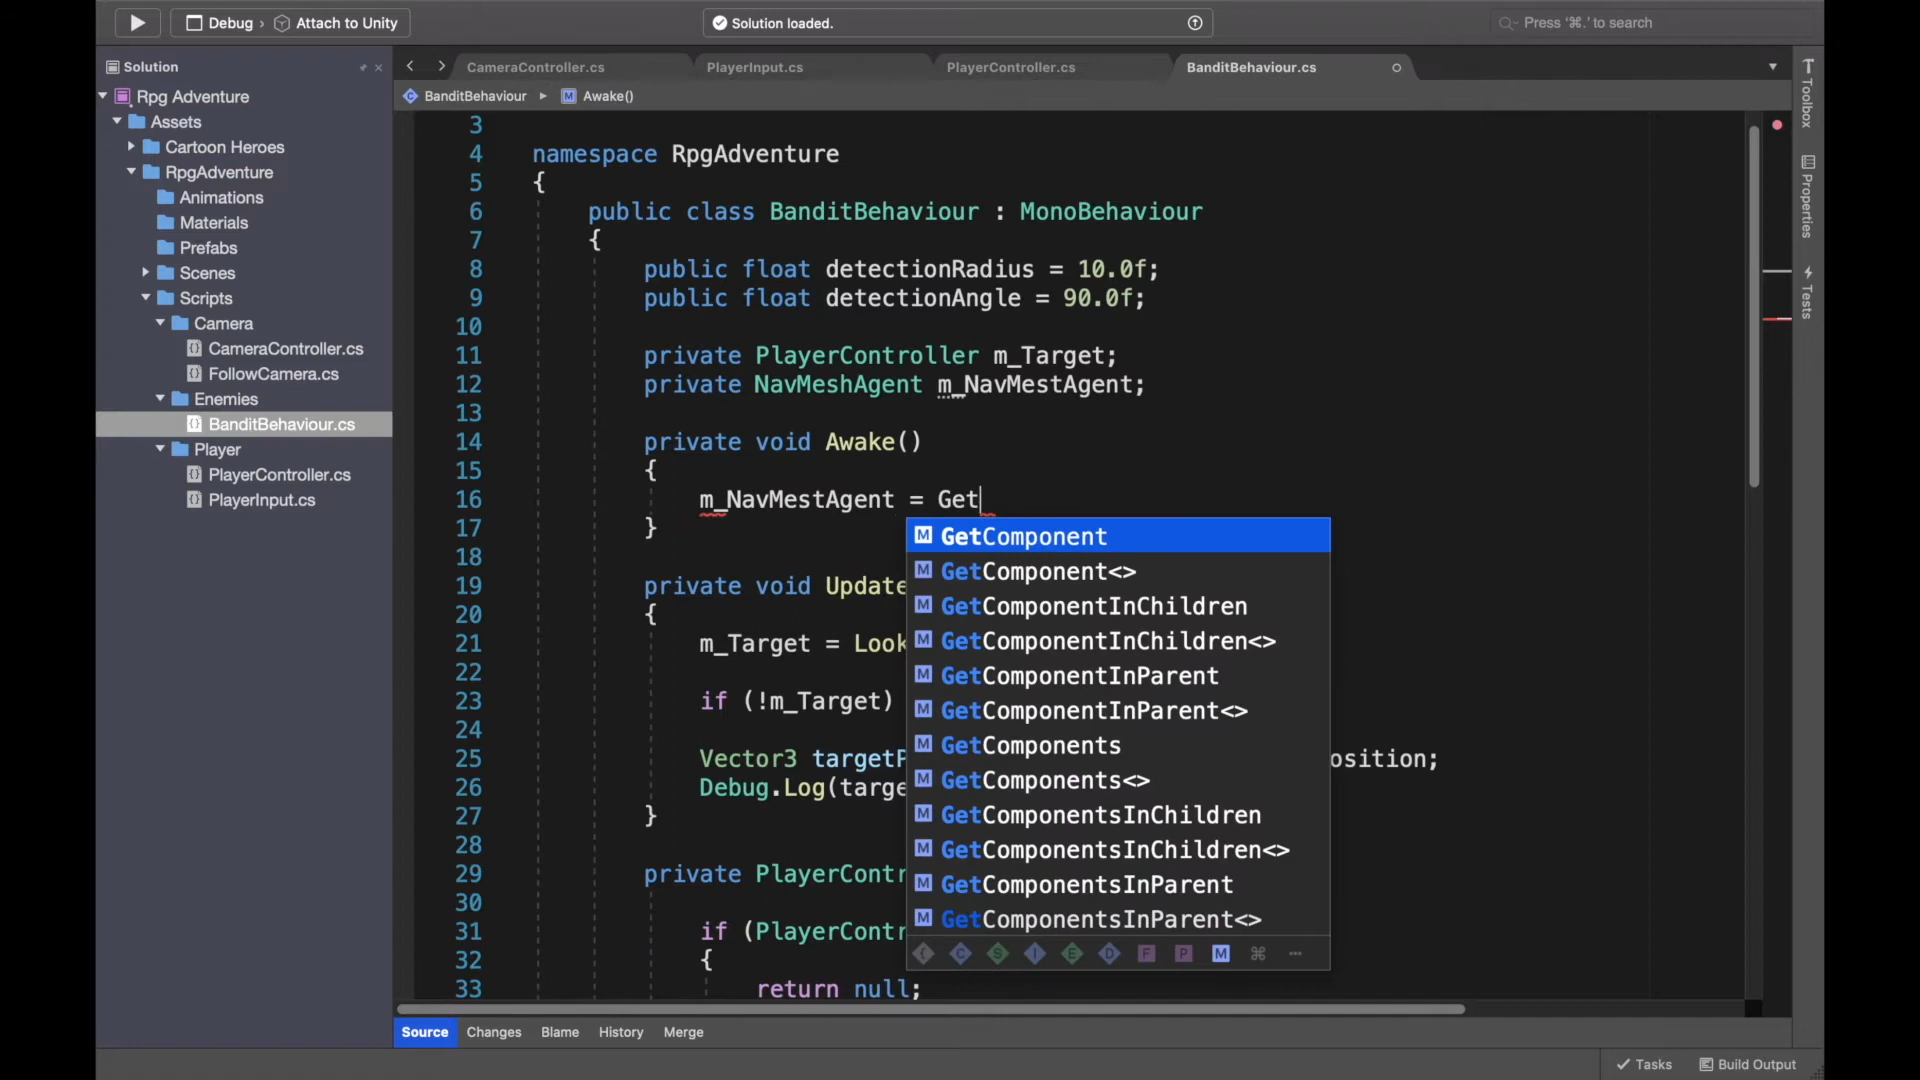 Debug › Attach to Unity
Solution loaded.
Press ‘⌘.’ to search
Solution
CameraController.cs
PlayerInput.cs
PlayerController.cs
BanditBehaviour.cs
BanditBehaviour
Awake()
Rpg Adventure
Assets
Cartoon Heroes
RpgAdventure
Animations
Materials
Prefabs
Scenes
Scripts
Camera
CameraController.cs
FollowCamera.cs
Enemies
BanditBehaviour.cs
Player
PlayerController.cs
PlayerInput.cs
3
4 namespace RpgAdventure
5 {
6 public class BanditBehaviour : MonoBehaviour
7 {
8 public float detectionRadius = 10.0f;
9 public float detectionAngle = 90.0f;
10
11 private PlayerController m_Target;
12 private NavMeshAgent m_NavMestAgent;
13
14 private void Awake()
15 {
16 m_NavMestAgent = Get
17 }
18
19 private void Update
20 {
21 m_Target = Look
22
23 if (!m_Target)
24
25 Vector3 targetP osition;
26 Debug.Log(targe
27 }
28
29 private PlayerContr
30
31 if (PlayerContr
32 {
33 return null;
M GetComponent
M GetComponent<>
M GetComponentInChildren
M GetComponentInChildren<>
M GetComponentInParent
M GetComponentInParent<>
M GetComponents
M GetComponents<>
M GetComponentsInChildren
M GetComponentsInChildren<>
M GetComponentsInParent
M GetComponentsInParent<>
C S I E D F P M ⌘ ...
Toolbox
Properties
Tests
Source Changes Blame History Merge
Tasks Build Output